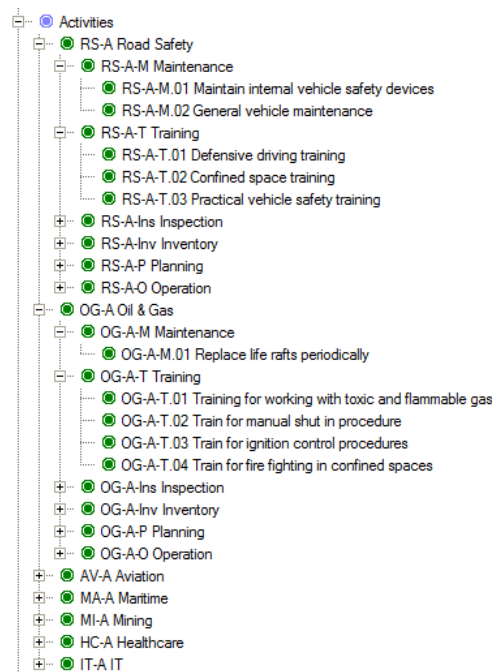 Activities
RS-A Road Safety
RS-A-M Maintenance
RS-A-M.01 Maintain internal vehicle safety devices
RS-A-M.02 General vehicle maintenance
RS-A-T Training
RS-A-T.01 Defensive driving training
RS-A-T.02 Confined space training
RS-A-T.03 Practical vehicle safety training
RS-A-Ins Inspection
RS-A-Inv Inventory
RS-A-P Planning
RS-A-O Operation
OG-A Oil & Gas
OG-A-M Maintenance
OG-A-M.01 Replace life rafts periodically
OG-A-T Training
OG-A-T.01 Training for working with toxic and flammable gas
OG-A-T.02 Train for manual shut in procedure
OG-A-T.03 Train for ignition control procedures
OG-A-T.04 Train for fire fighting in confined spaces
OG-A-Ins Inspection
OG-A-Inv Inventory
OG-A-P Planning
OG-A-O Operation
AV-A Aviation
MA-A Maritime
MI-A Mining
HC-A Healthcare
IT-A IT